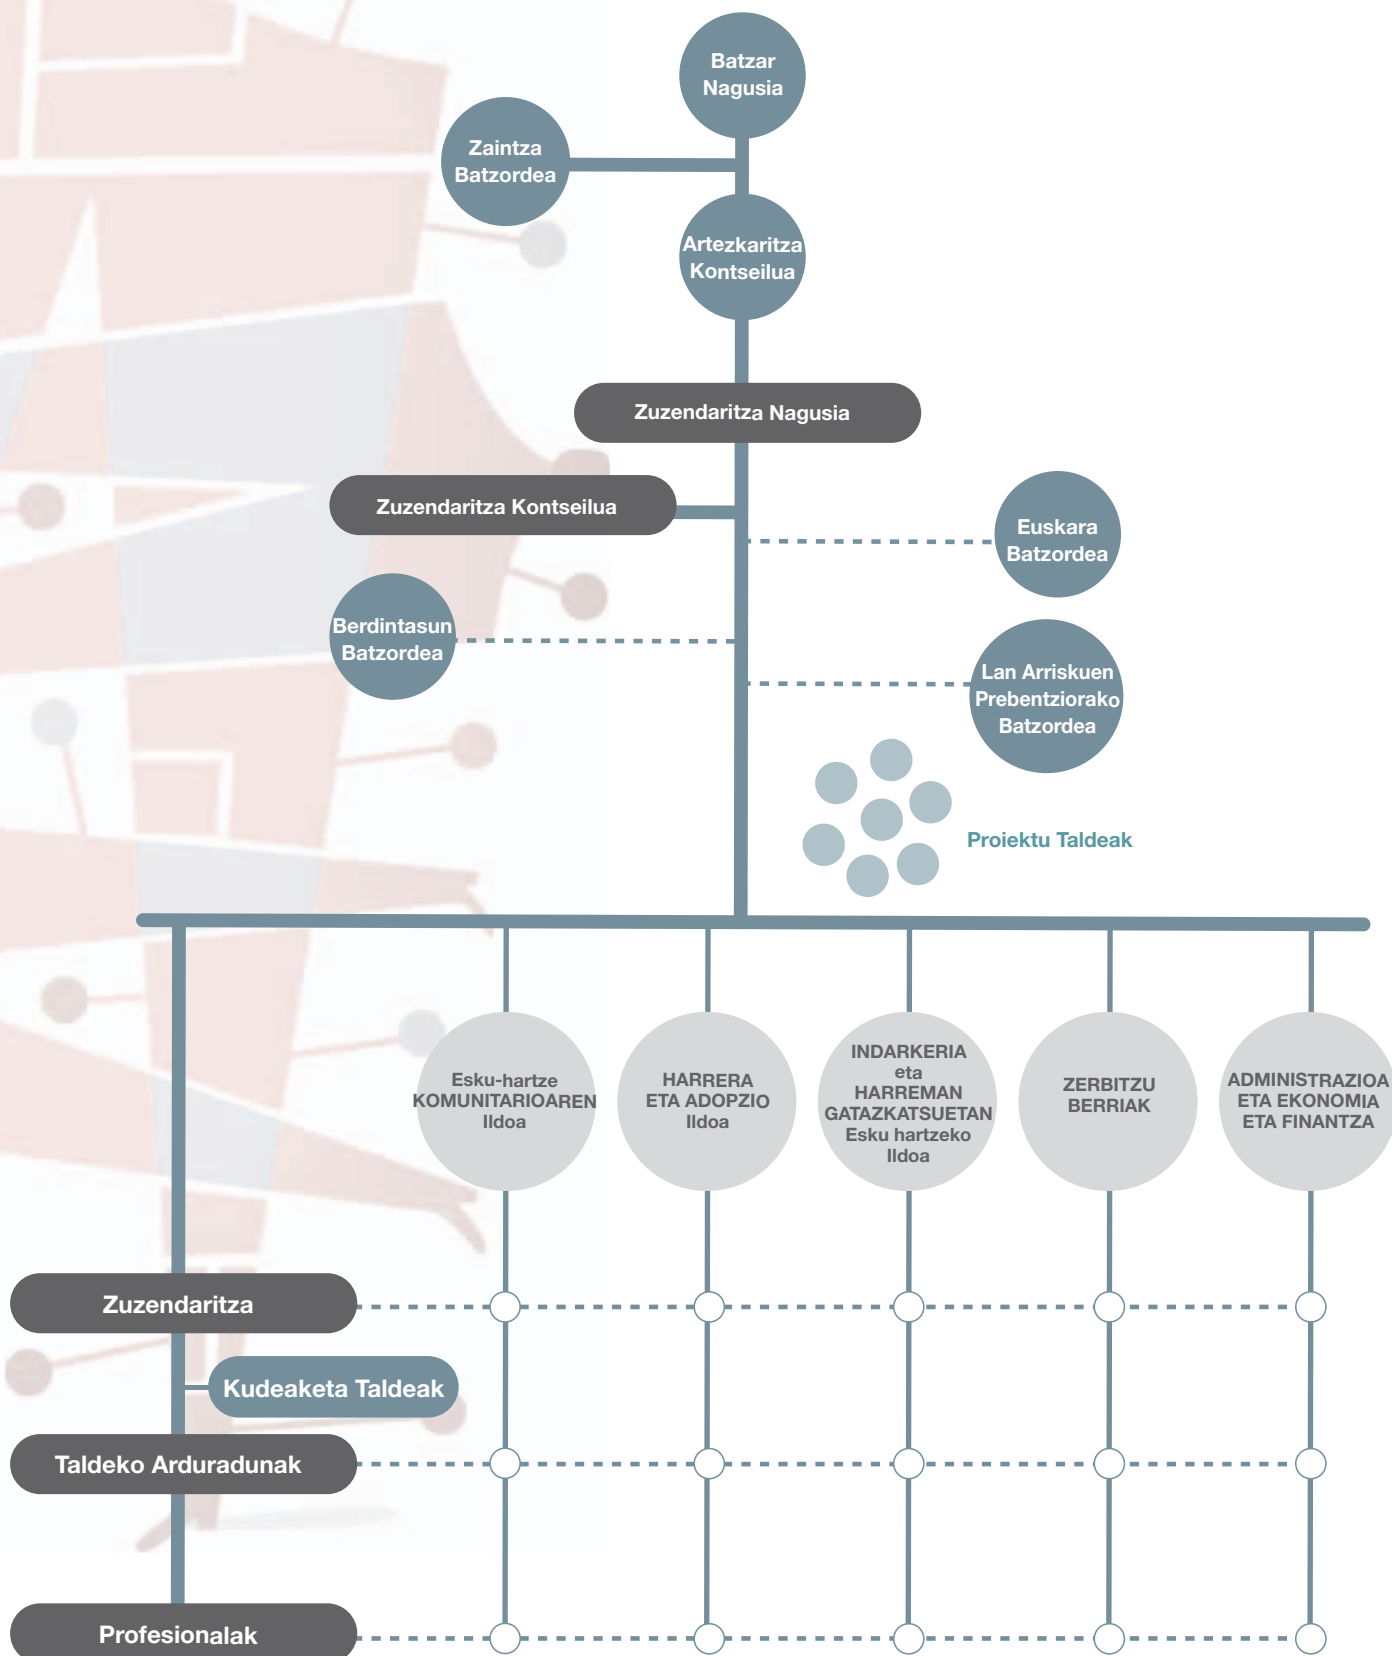 Batzar
Nagusia
Zaintza
Batzordea
Artezkaritza
Kontseilua
Zuzendaritza Nagusia
Zuzendaritza Kontseilua
Euskara
Batzordea
Berdintasun
Batzordea
Lan Arriskuen
Prebentziorako
Batzordea
Proiektu Taldeak
Esku-hartze
KOMUNITARIOAREN
Ildoa
HARRERA
ETA ADOPZIO
Ildoa
INDARKERIA
eta
HARREMAN
GATAZKATSUETAN
Esku hartzeko
Ildoa
ZERBITZU
BERRIAK
ADMINISTRAZIOA
ETA EKONOMIA
ETA FINANTZA
Zuzendaritza
Kudeaketa Taldeak
Taldeko Arduradunak
Profesionalak